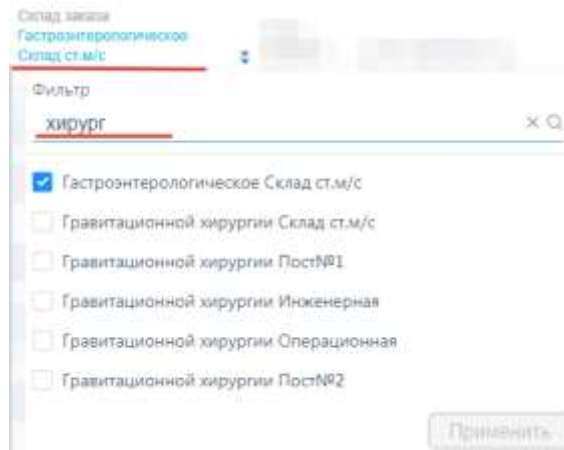 Склад заказа
Гастроэнтерологическое
Склад ст.м/с
Фильтр
хирург
Гастроэнтерологическое Склад ст.м/с
Гравитационной хирургии Склад ст.м/с
Гравитационной хирургии Пост№1
Гравитационной хирургии Инженерная
Гравитационной хирургии Операционная
Гравитационной хирургии Пост№2
Применить